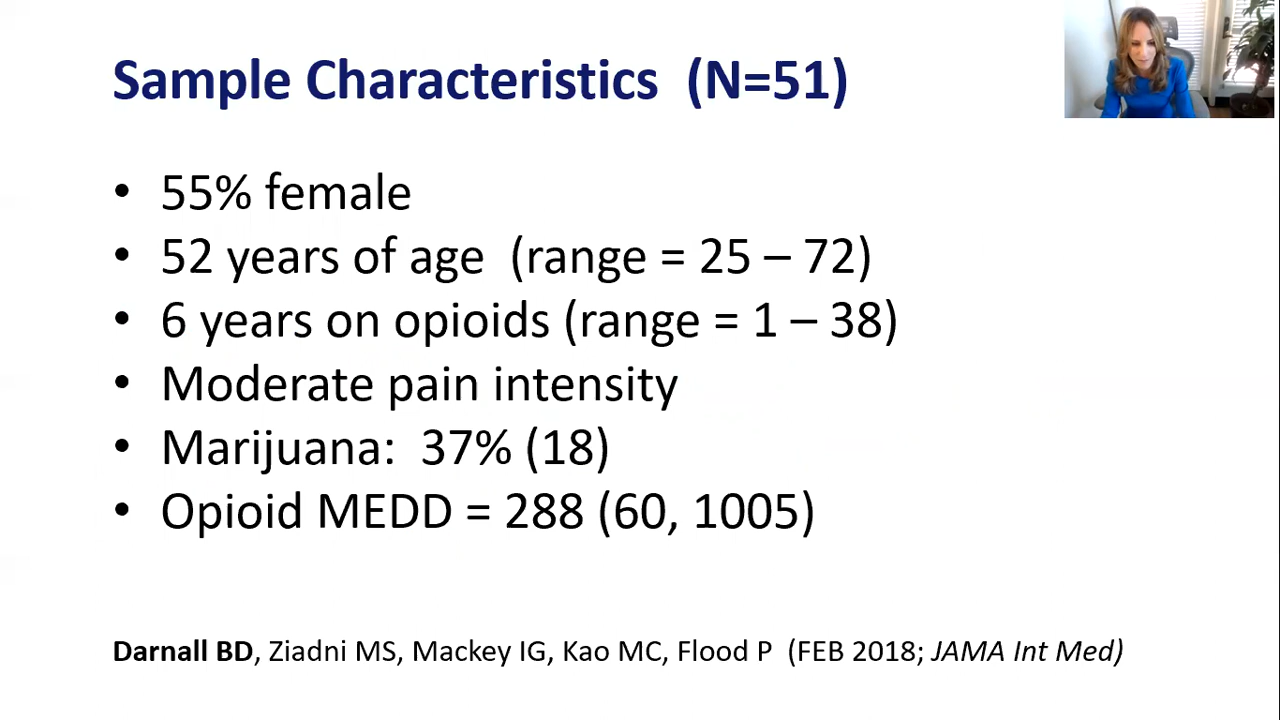 Sample Characteristics (N=51)
• 55% female
• 52 years of age (range = 25 – 72)
• 6 years on opioids (range = 1 – 38)
• Moderate pain intensity
• Marijuana: 37% (18)
• Opioid MEDD = 288 (60, 1005)
Darnall BD, Ziadni MS, Mackey IG, Kao MC, Flood P (FEB 2018; JAMA Int Med)